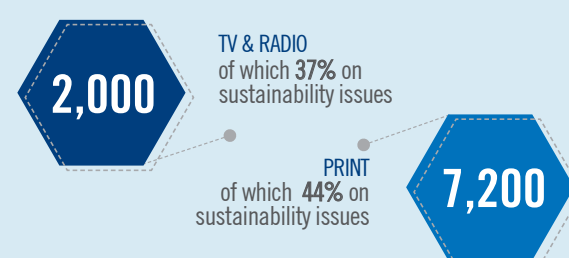 2,000
TV & RADIO
of which 37% on
sustainability issues
PRINT
of which 44% on
sustainability issues
7,200